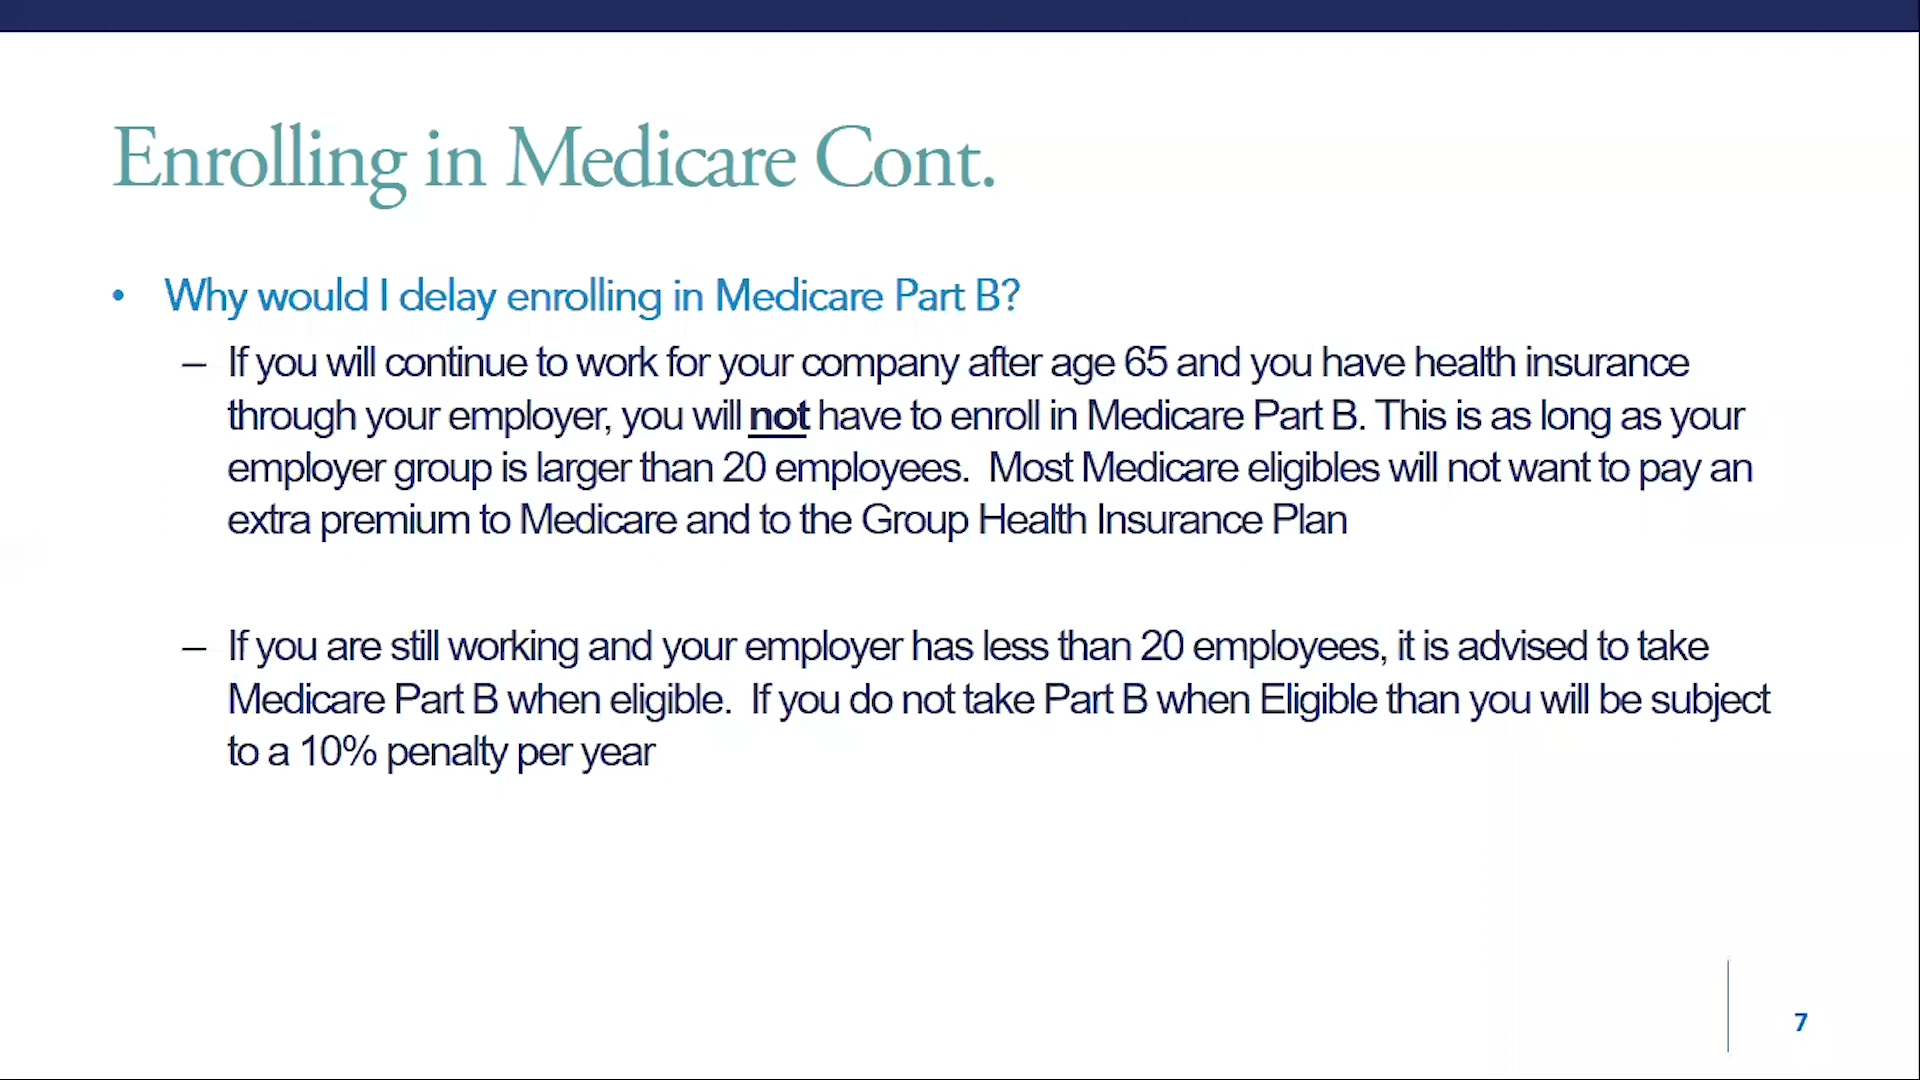 Enrolling in Medicare Cont.
• Why would I delay enrolling in Medicare Part B?
– If you will continue to work for your company after age 65 and you have health insurance
through your employer, you will not have to enroll in Medicare Part B. This is as long as your
employer group is larger than 20 employees.  Most Medicare eligibles will not want to pay an
extra premium to Medicare and to the Group Health Insurance Plan
– If you are still working and your employer has less than 20 employees, it is advised to take
Medicare Part B when eligible.  If you do not take Part B when Eligible than you will be subject
to a 10% penalty per year
7